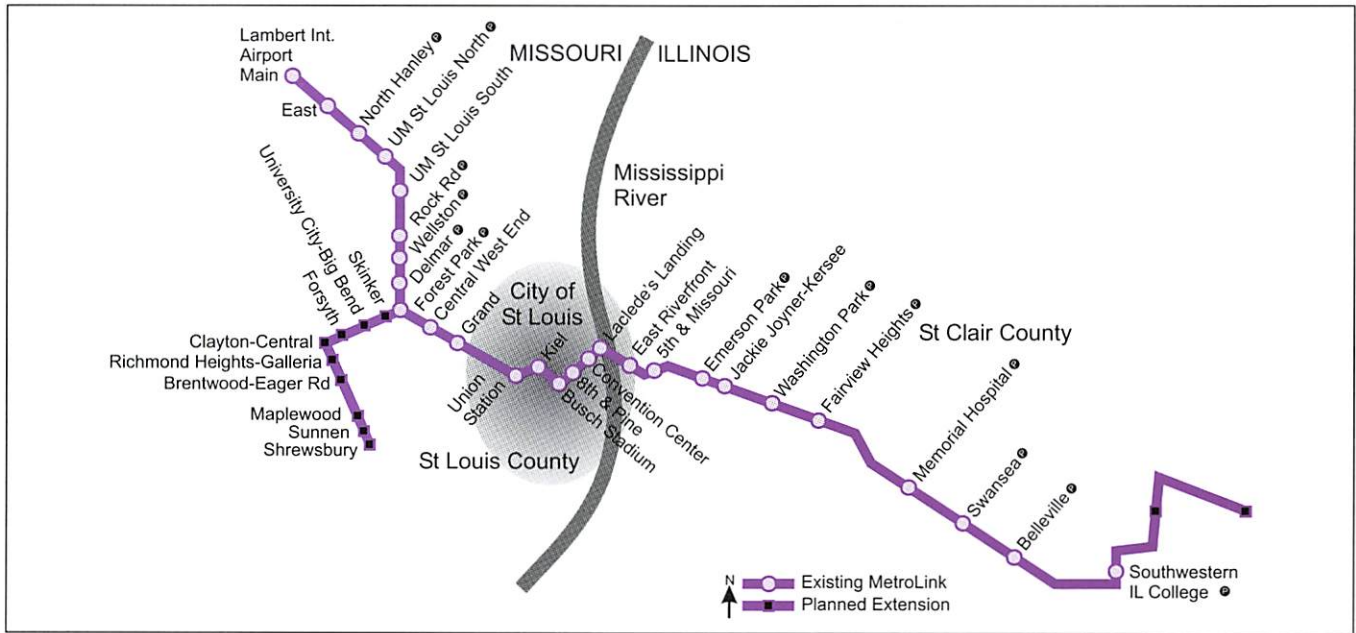 Lambert Int.
Airport
Main
East
North Hanley P
UM St Louis North P
UM St Louis South
Rock Rd P
Wellston P
Delmar P
Forest Park P
Central West End
Grand
University City-Big Bend
Skinker
Forsyth
Clayton-Central
Richmond Heights-Galleria
Brentwood-Eager Rd
Maplewood
Sunnen
Shrewsbury
MISSOURI
ILLINOIS
Mississippi
River
City of
St Louis
St Louis County
Union
Station
Kiel
Busch Stadium
8th & Pine
Convention Center
Laclede's Landing
East Riverfront
5th & Missouri
Emerson Park P
Jackie Joyner-Kersee
Washington Park P
Fairview Heights P
St Clair County
Memorial Hospital P
Swansea P
Belleville P
Southwestern
IL College P
N
Existing MetroLink
Planned Extension